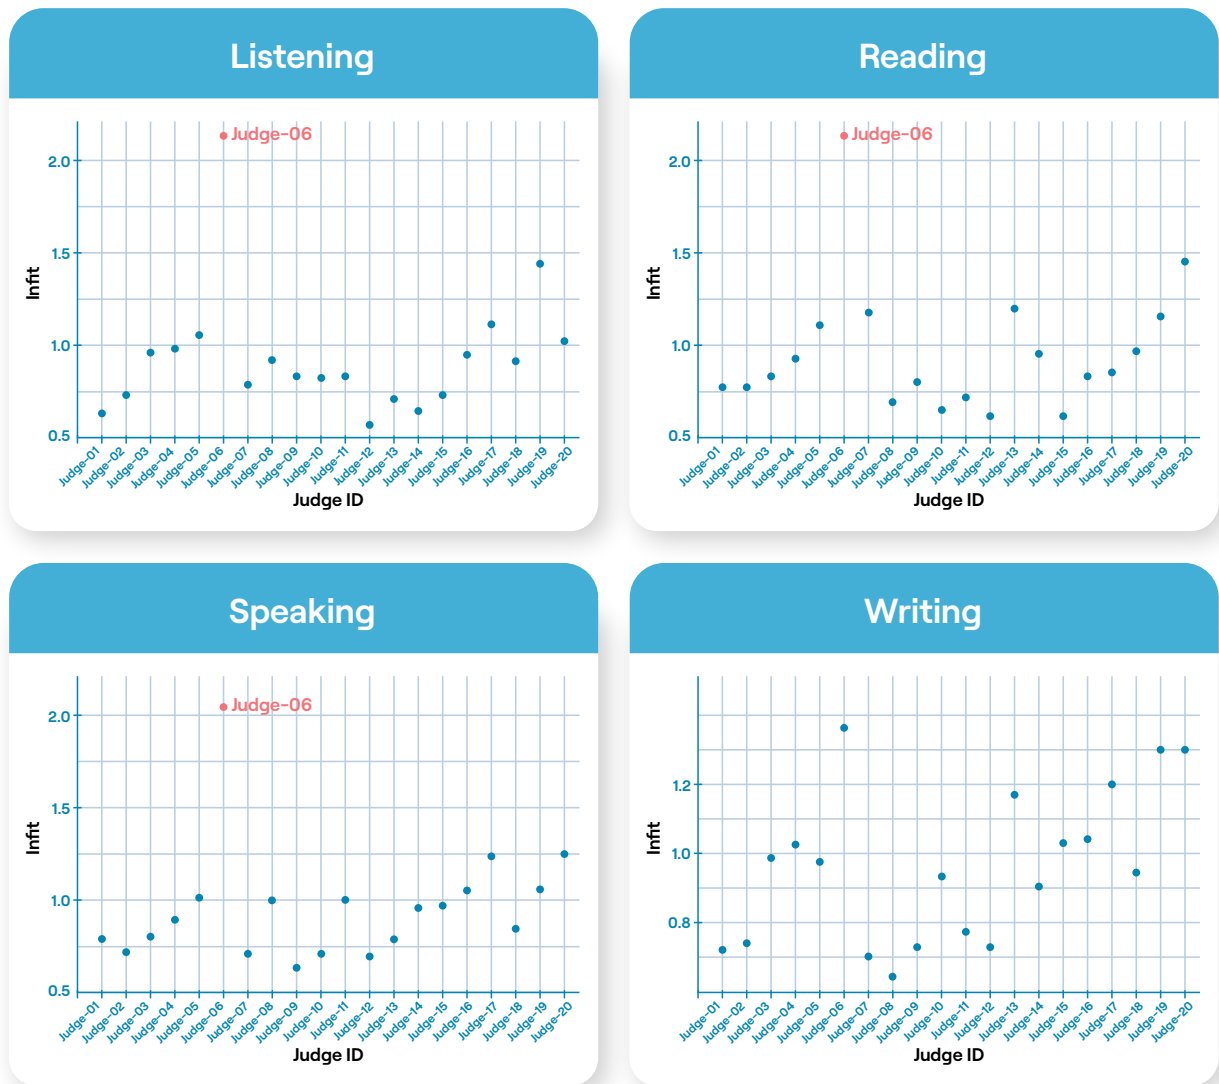 Listening
Judge-06
2.0
1.5
1.0
0.5
Infit
Judge-01
Judge-02
Judge-03
Judge-04
Judge-05
Judge-06
Judge-07
Judge-08
Judge-09
Judge-10
Judge-11
Judge-12
Judge-13
Judge-14
Judge-15
Judge-16
Judge-17
Judge-18
Judge-19
Judge-20
Judge ID
Reading
Judge-06
2.0
1.5
1.0
0.5
Infit
Judge-01
Judge-02
Judge-03
Judge-04
Judge-05
Judge-06
Judge-07
Judge-08
Judge-09
Judge-10
Judge-11
Judge-12
Judge-13
Judge-14
Judge-15
Judge-16
Judge-17
Judge-18
Judge-19
Judge-20
Judge ID
Speaking
Judge-06
2.0
1.5
1.0
0.5
Infit
Judge-01
Judge-02
Judge-03
Judge-04
Judge-05
Judge-06
Judge-07
Judge-08
Judge-09
Judge-10
Judge-11
Judge-12
Judge-13
Judge-14
Judge-15
Judge-16
Judge-17
Judge-18
Judge-19
Judge-20
Judge ID
Writing
1.2
1.0
0.8
Infit
Judge-01
Judge-02
Judge-03
Judge-04
Judge-05
Judge-06
Judge-07
Judge-08
Judge-09
Judge-10
Judge-11
Judge-12
Judge-13
Judge-14
Judge-15
Judge-16
Judge-17
Judge-18
Judge-19
Judge-20
Judge ID